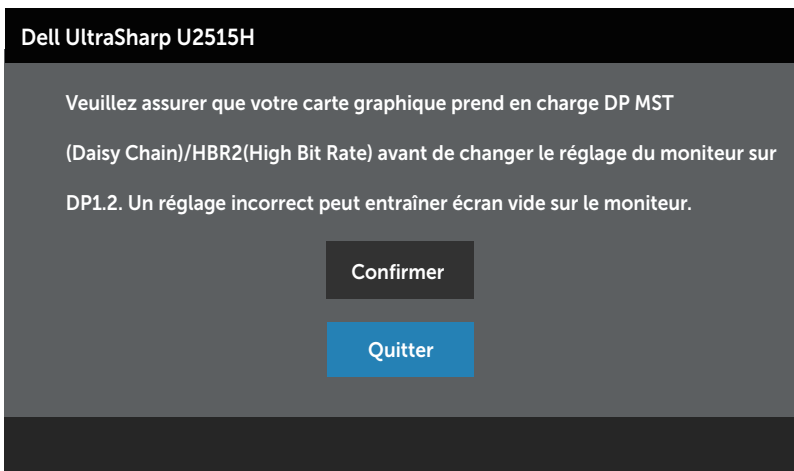 Dell UltraSharp U2515H
Veuillez assurer que votre carte graphique prend en charge DP MST
(Daisy Chain)/HBR2(High Bit Rate) avant de changer le réglage du moniteur sur
DP1.2. Un réglage incorrect peut entraîner écran vide sur le moniteur.
Confirmer
Quitter